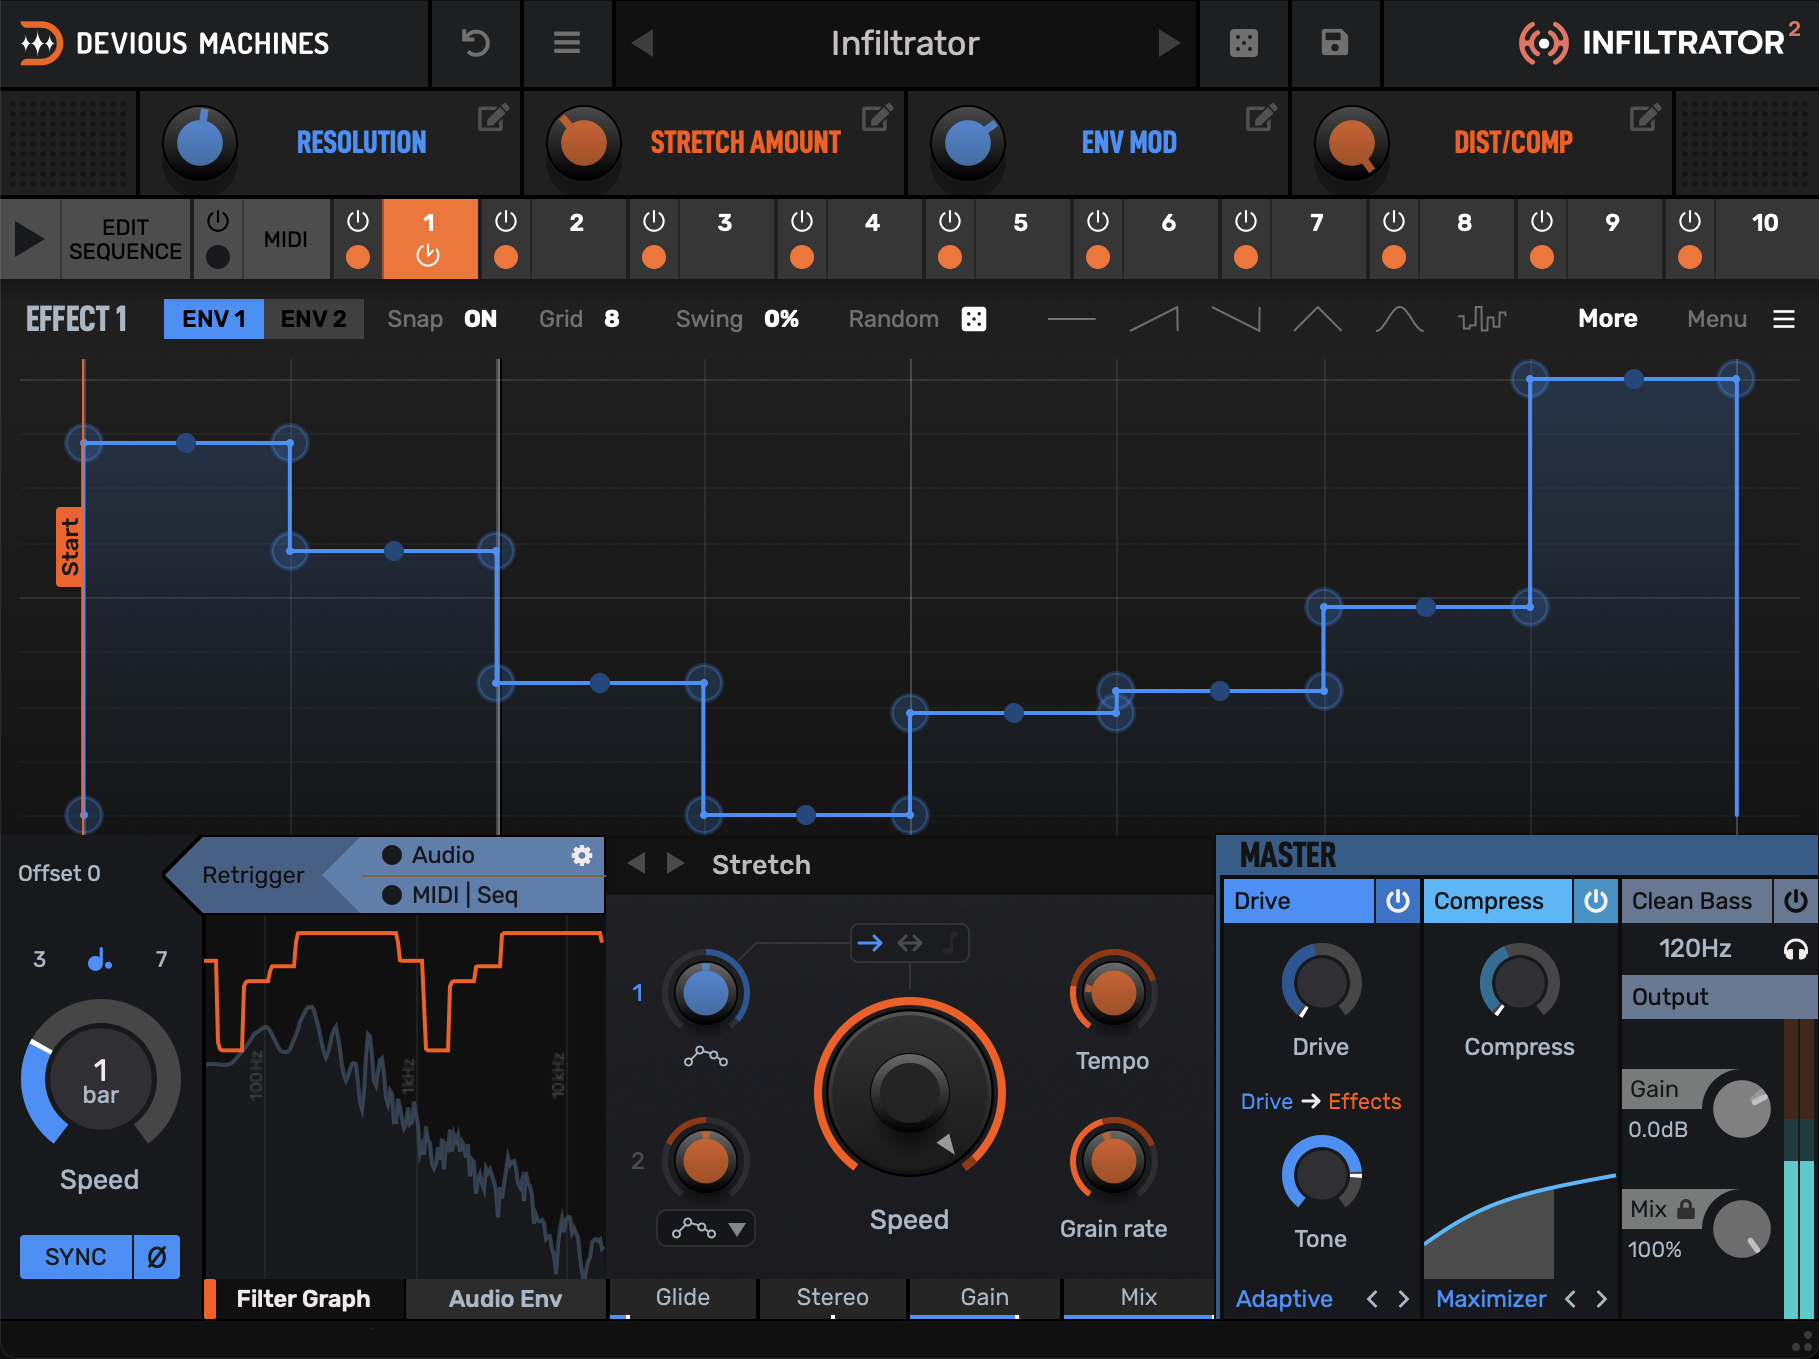 DEVIOUS MACHINES
Infiltrator
INFILTRATOR 2
RESOLUTION
STRETCH AMOUNT
ENV MOD
DIST/COMP
EDIT SEQUENCE
MIDI
1 2 3 4 5 6 7 8 9 10
EFFECT 1 ENV 1 ENV 2 Snap ON Grid 8 Swing 0% Random More Menu
Start
Offset 0
Retrigger
Audio
MIDI | Seq
Stretch
MASTER
Drive
Compress
Clean Bass
120Hz
Output
3 7
1
bar
Speed
SYNC Ø
100Hz 1kHz 10kHz
Filter Graph
Audio Env
1
2
Speed
Tempo
Grain rate
Glide
Stereo
Gain
Mix
Drive
Drive → Effects
Tone
Adaptive < >
Compress
Maximizer < >
Gain
0.0dB
Mix
100%